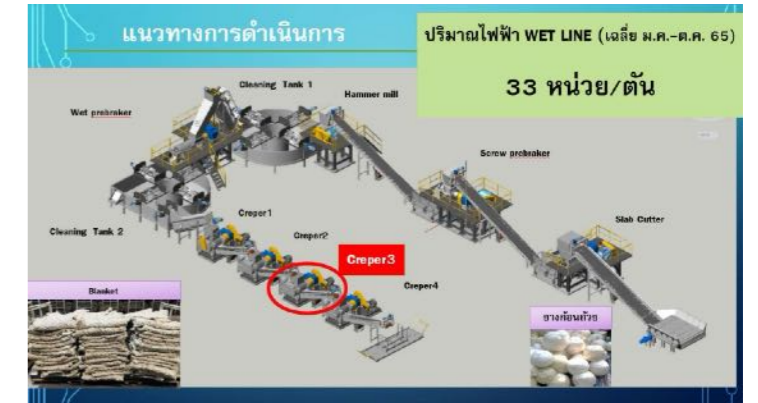 แนวทางการดำเนินการ
ปริมาณไฟฟ้า WET LINE (เฉลี่ย ม.ค.-ต.ค. 65)
33 หน่วย/ตัน
Cleaning Tank 1
Hammer mill
Wet prebraker
Screw prebraker
Slab Cutter
Cleaning Tank 2
Creper1
Creper2
Creper3
Creper4
Blanket
ยางก้อนถ้วย